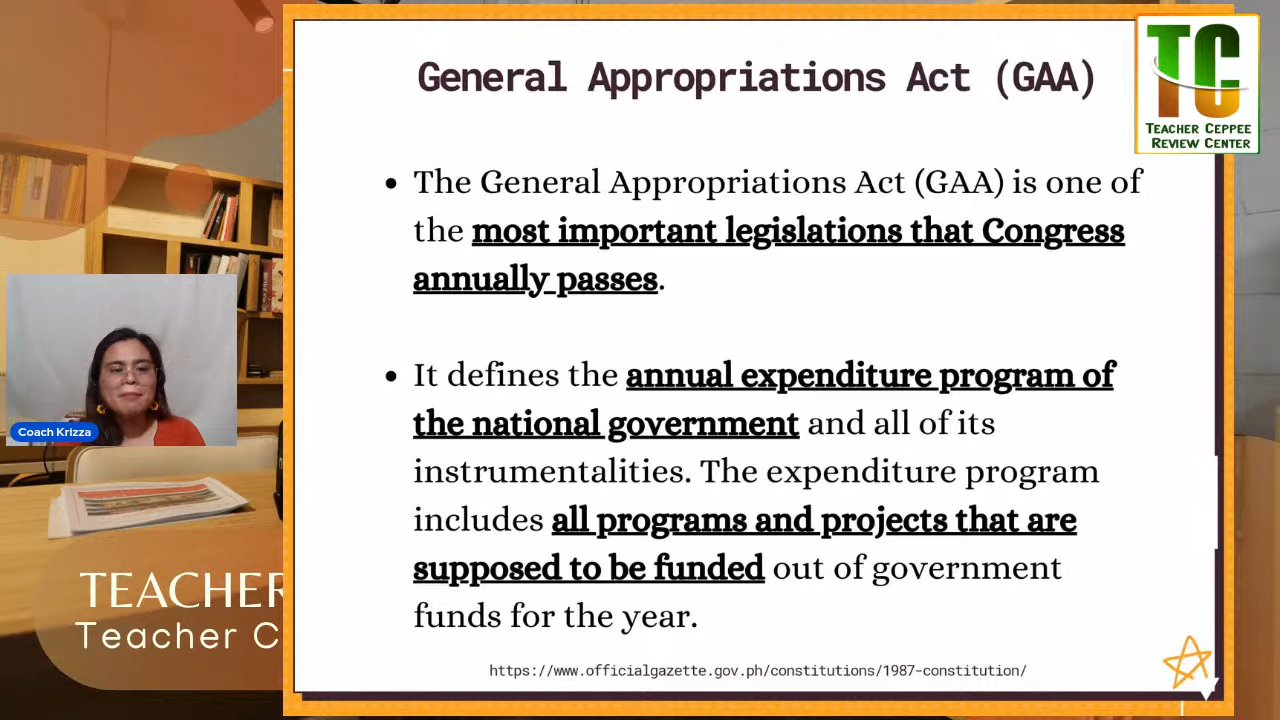 General Appropriations Act (GAA)
TC
TEACHER CEPPEE
REVIEW CENTER
• The General Appropriations Act (GAA) is one of
the most important legislations that Congress
annually passes.
• It defines the annual expenditure program of
the national government and all of its
instrumentalities. The expenditure program
includes all programs and projects that are
supposed to be funded out of government
funds for the year.
https://www.officialgazette.gov.ph/constitutions/1987-constitution/
Coach Krizza
TEACHER
Teacher C